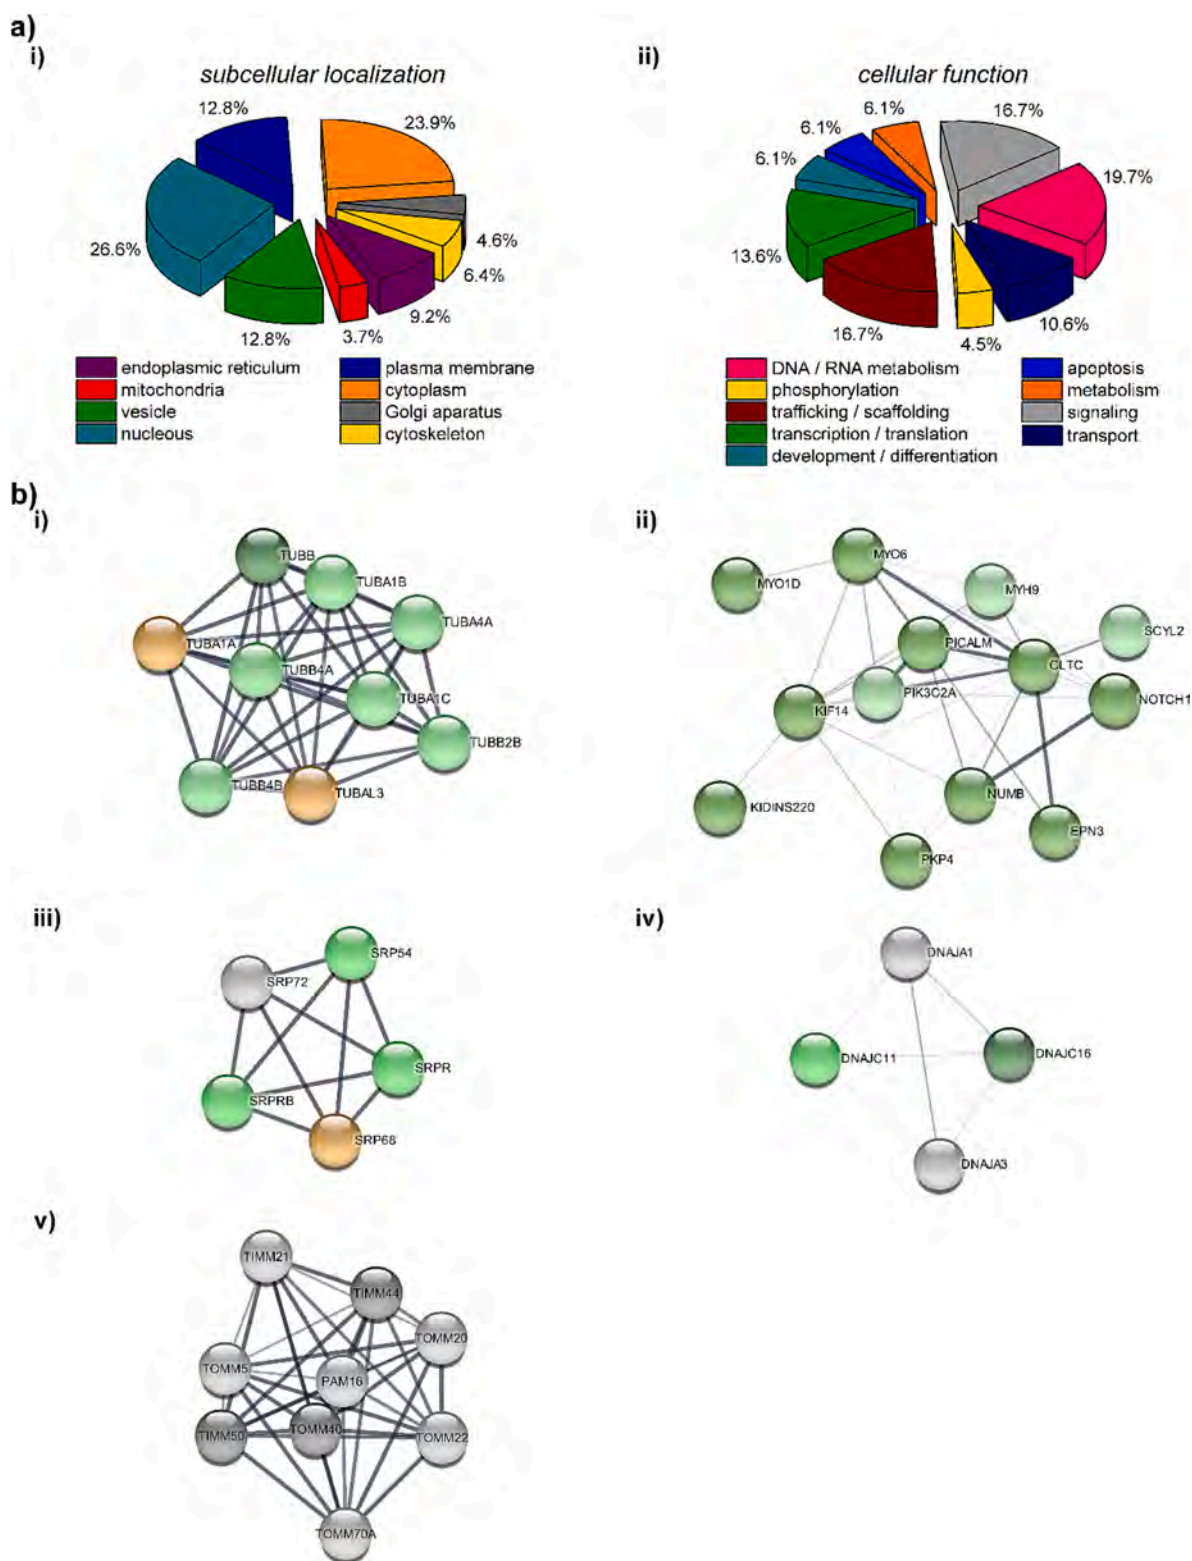 a)
i)
ii)
subcellular localization
cellular function
12.8%
23.9%
26.6%
4.6%
6.4%
9.2%
3.7%
12.8%
6.1%
16.7%
6.1%
6.1%
19.7%
13.6%
16.7%
4.5%
10.6%
endoplasmic reticulum
plasma membrane
mitochondria
cytoplasm
vesicle
Golgi aparatus
nucleous
cytoskeleton
DNA / RNA metabolism
apoptosis
phosphorylation
metabolism
trafficking / scaffolding
signaling
transcription / translation
transport
development / differentiation
b)
i)
TUBB
TUBA1B
TUBA4A
TUBA1A
TUBB4A
TUBA1C
TUBB2B
TUBB4B
TUBAL3
ii)
MYO6
MYO1D
MYH9
SCYL2
PICALM
CLTC
PIK3C2A
NOTCH1
KIF14
KIDINS220
NUMB
EPN3
PKP4
iii)
SRP54
SRP72
SRPR
SRPRB
SRP68
iv)
DNAJA1
DNAJC11
DNAJC16
DNAJA3
v)
TIMM21
TIMM44
TOMM20
TOMM5
PAM16
TIMM50
TOMM40
TOMM22
TOMM70A